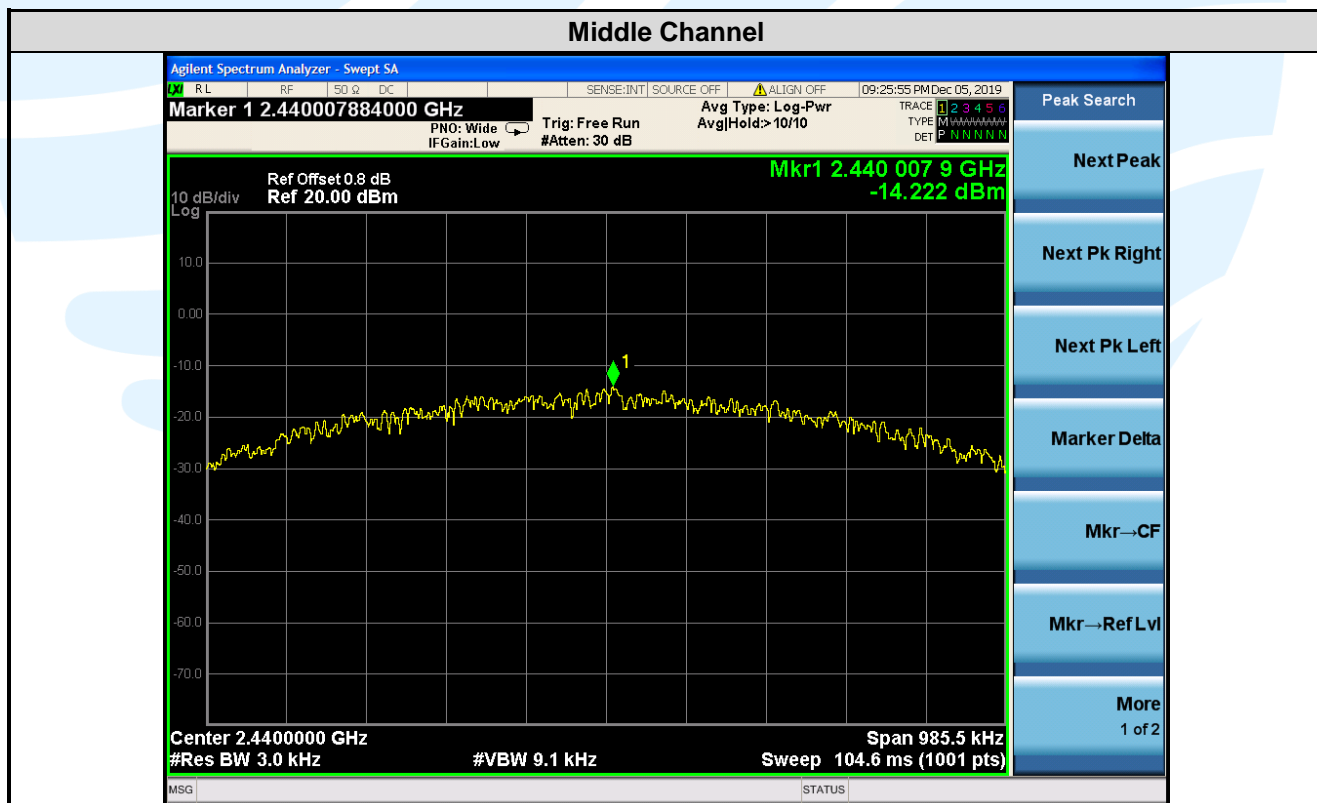 Middle Channel
Agilent Spectrum Analyzer - Swept SA
LXI RL RF 50 Ω DC SENSE:INT SOURCE OFF ALIGN OFF 09:25:55 PM Dec 05, 2019
Marker 1 2.440007884000 GHz
PNO: Wide
IFGain:Low
Trig: Free Run
#Atten: 30 dB
Avg Type: Log-Pwr
Avg|Hold:>10/10
TRACE 1 2 3 4 5 6
TYPE M
DET P N N N N N
Ref Offset 0.8 dB
10 dB/div Ref 20.00 dBm
Log
Mkr1 2.440 007 9 GHz
-14.222 dBm
10.0
0.00
-10.0
-20.0
-30.0
-40.0
-50.0
-60.0
-70.0
1
Center 2.4400000 GHz Span 985.5 kHz
#Res BW 3.0 kHz #VBW 9.1 kHz Sweep 104.6 ms (1001 pts)
MSG STATUS
Peak Search
Next Peak
Next Pk Right
Next Pk Left
Marker Delta
Mkr→CF
Mkr→Ref Lvl
More
1 of 2